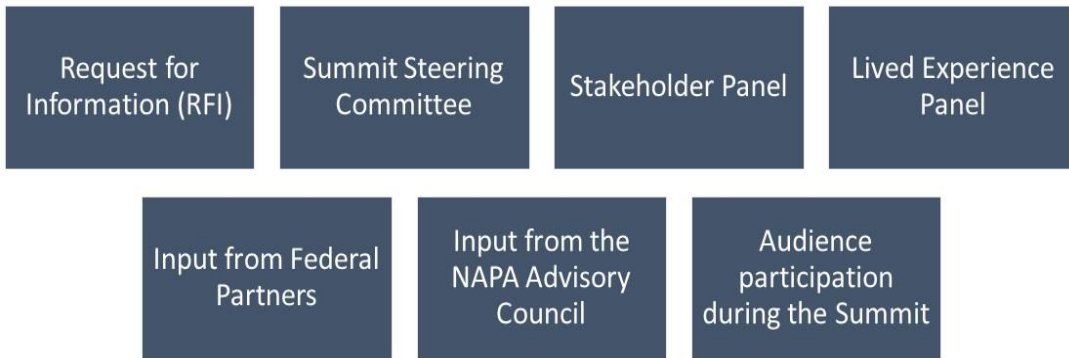 Request for
Information (RFI)
Summit Steering
Committee
Stakeholder Panel
Lived Experience
Panel
Input from Federal
Partners
Input from the
NAPA Advisory
Council
Audience
participation
during the Summit